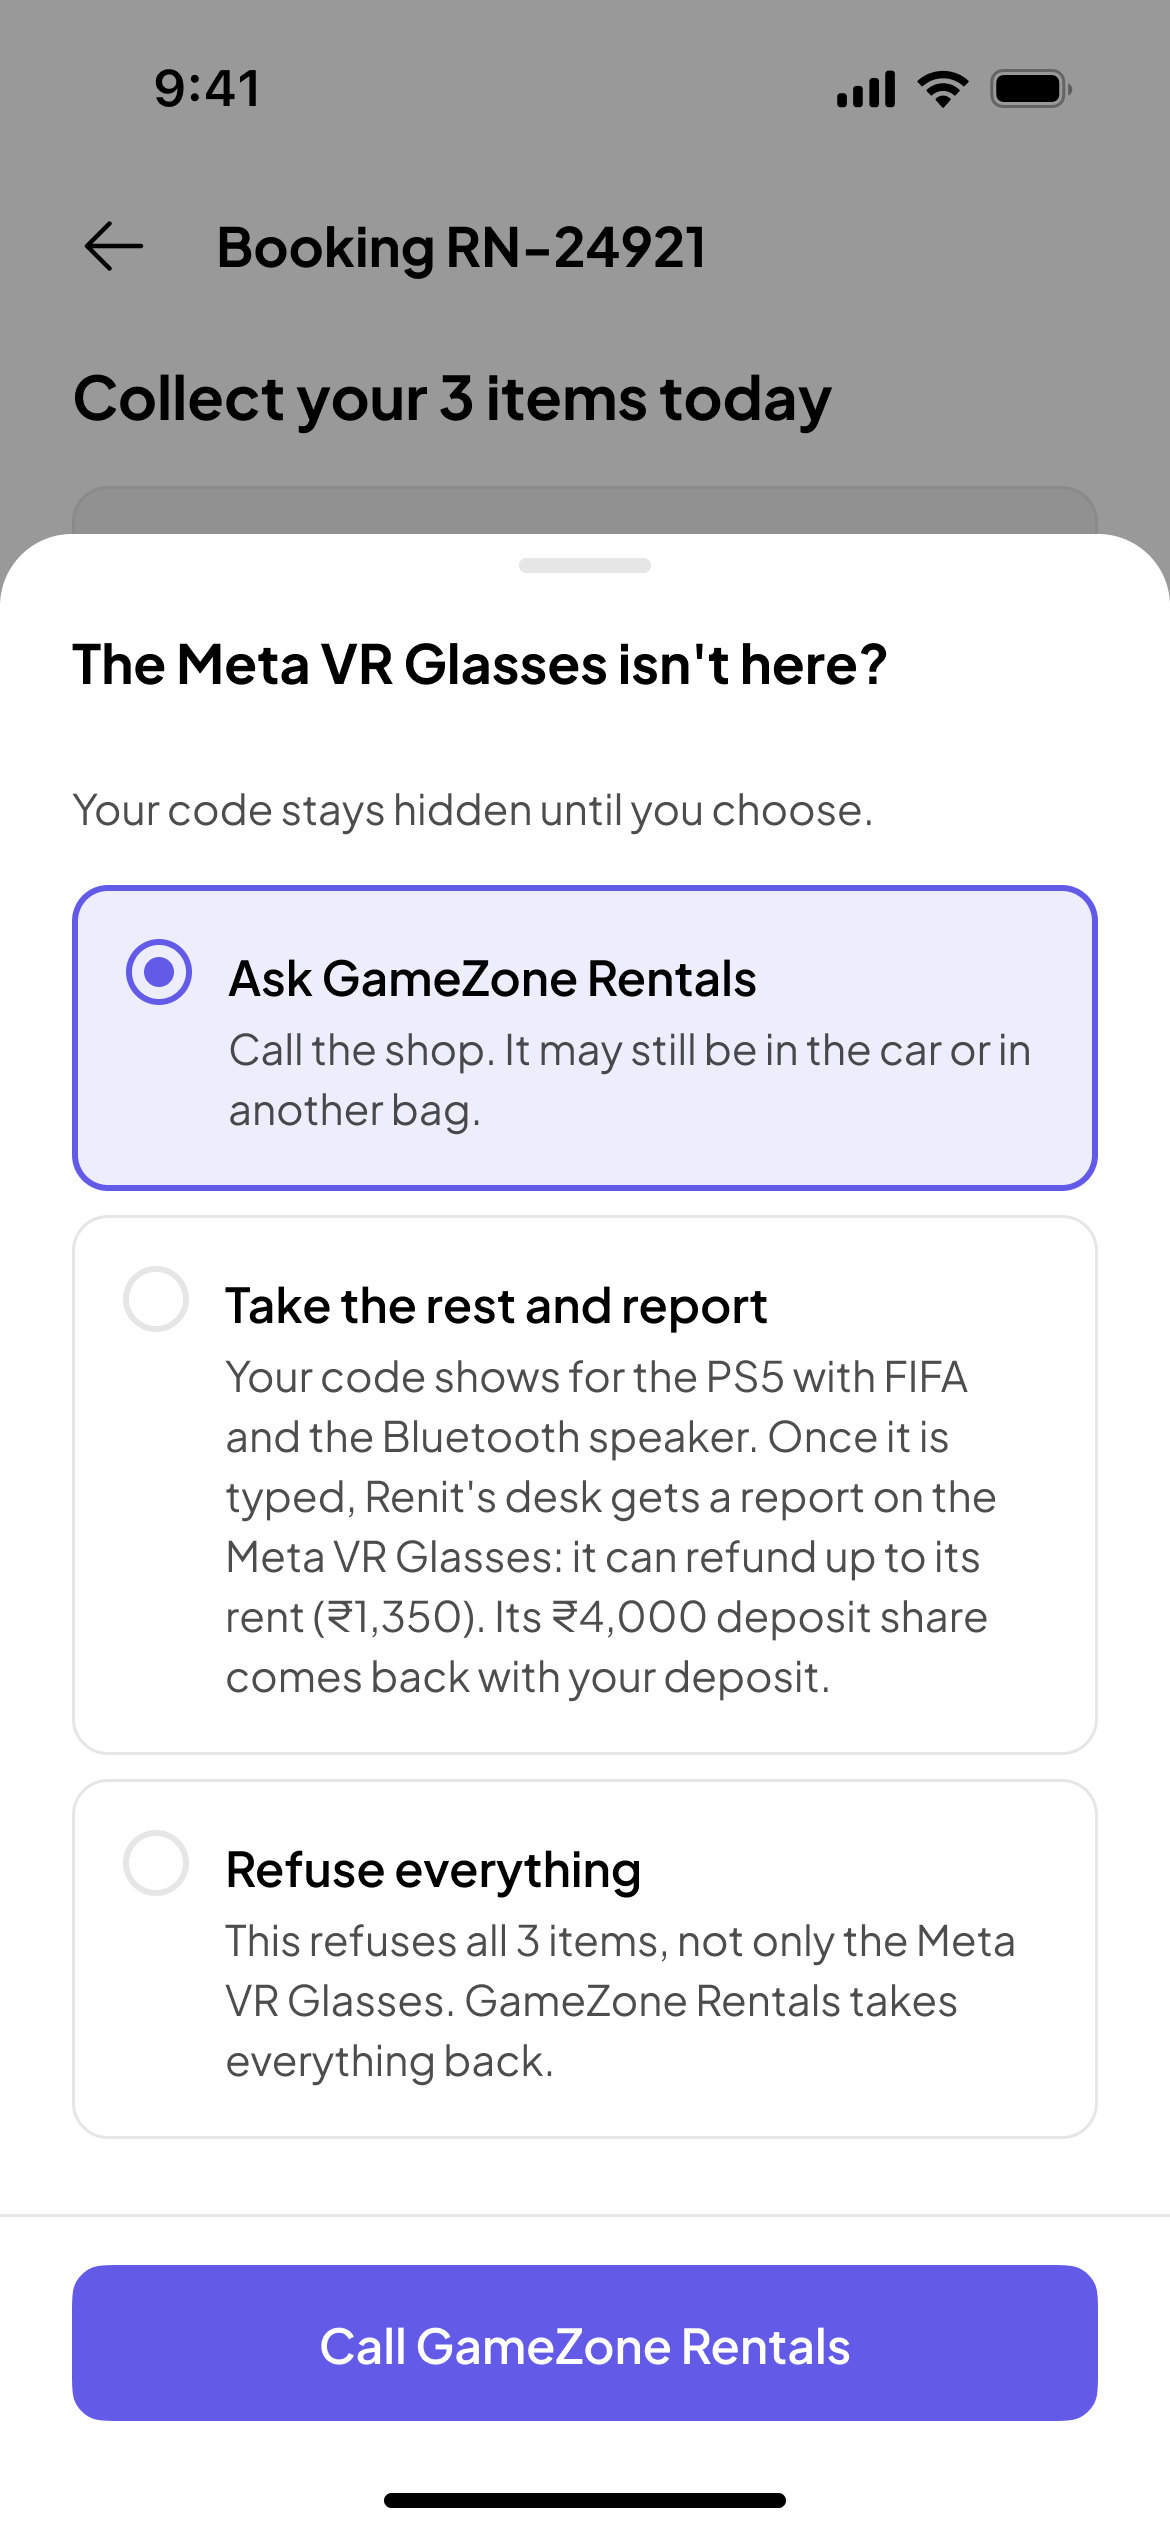 9:41
Booking RN-24921
Collect your 3 items today
The Meta VR Glasses isn't here?
Your code stays hidden until you choose.
Ask GameZone Rentals
Call the shop. It may still be in the car or in
another bag.
Take the rest and report
Your code shows for the PS5 with FIFA
and the Bluetooth speaker. Once it is
typed, Renit's desk gets a report on the
Meta VR Glasses: it can refund up to its
rent (₹1,350). Its ₹4,000 deposit share
comes back with your deposit.
Refuse everything
This refuses all 3 items, not only the Meta
VR Glasses. GameZone Rentals takes
everything back.
Call GameZone Rentals